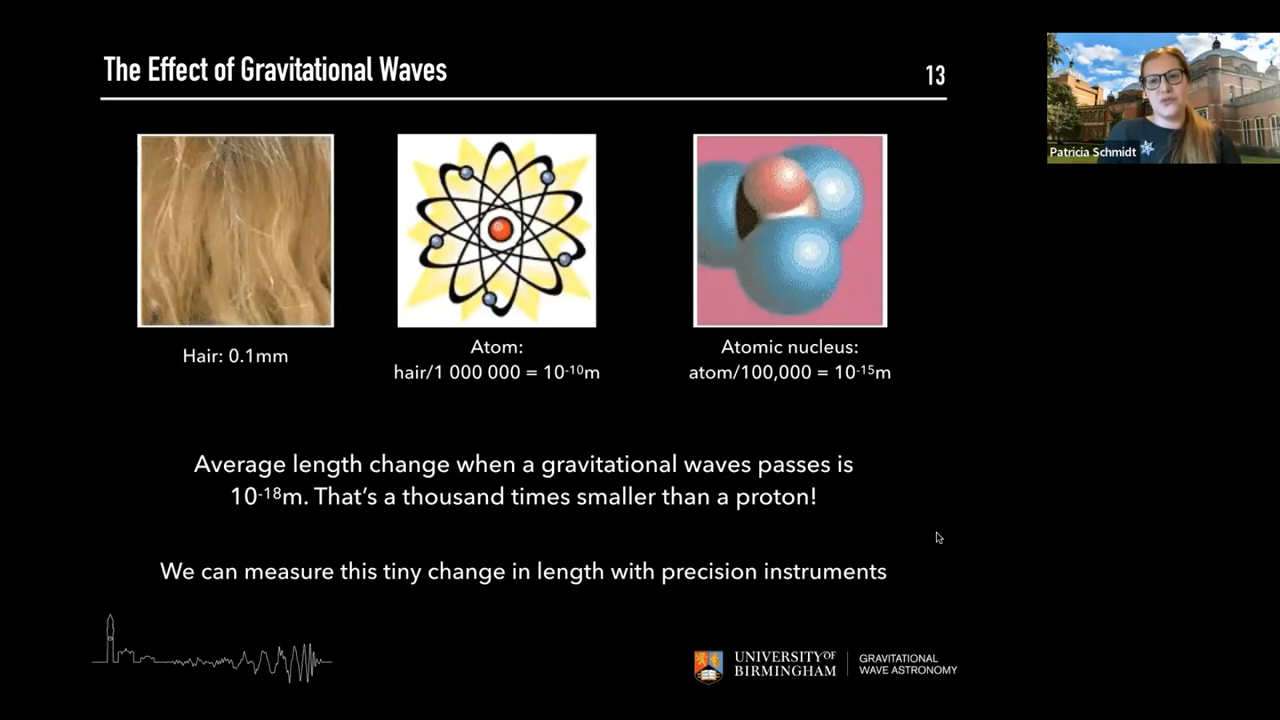 The Effect of Gravitational Waves
13
Patricia Schmidt
Hair: 0.1mm
Atom:
hair/1 000 000 = 10⁻¹⁰m
Atomic nucleus:
atom/100,000 = 10⁻¹⁵m
Average length change when a gravitational waves passes is
10⁻¹⁸m. That’s a thousand times smaller than a proton!
We can measure this tiny change in length with precision instruments
UNIVERSITY OF
BIRMINGHAM
GRAVITATIONAL
WAVE ASTRONOMY